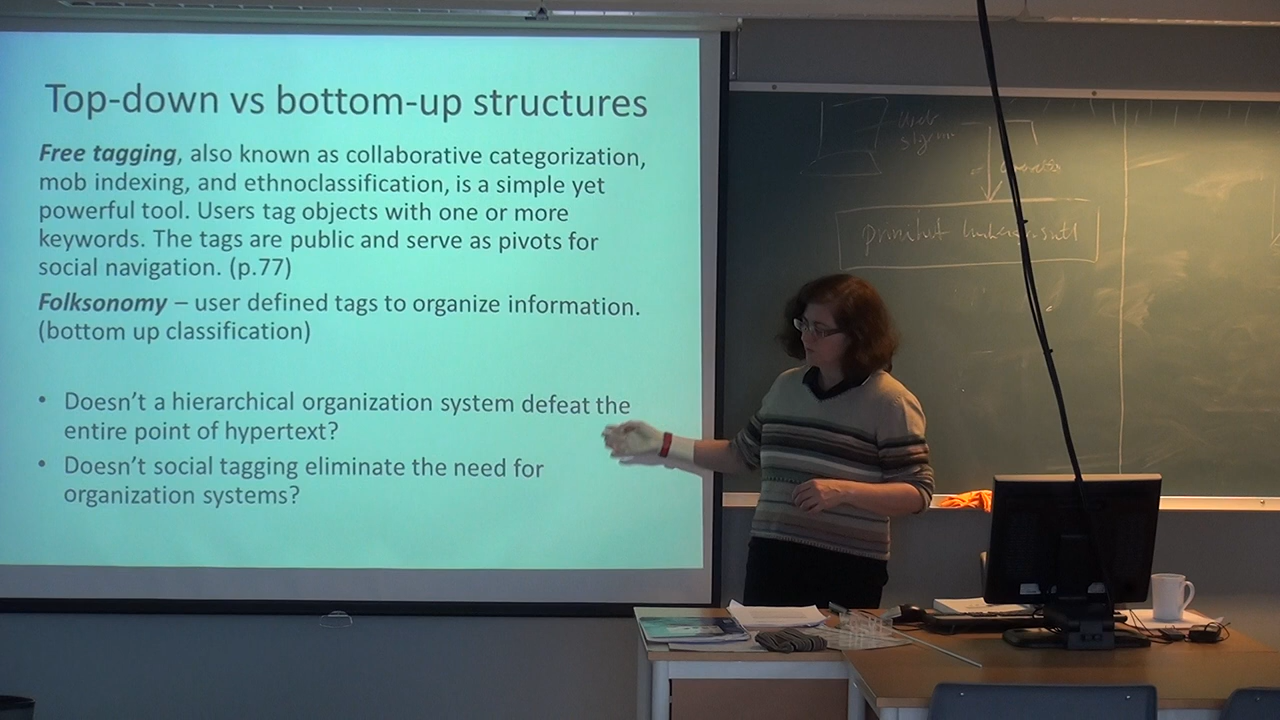 Top-down vs bottom-up structures
Free tagging, also known as collaborative categorization,
mob indexing, and ethnoclassification, is a simple yet
powerful tool. Users tag objects with one or more
keywords. The tags are public and serve as pivots for
social navigation. (p.77)
Folksonomy – user defined tags to organize information.
(bottom up classification)
• Doesn't a hierarchical organization system defeat the
entire point of hypertext?
• Doesn't social tagging eliminate the need for
organization systems?